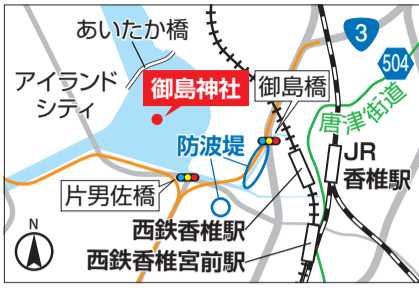 あいたか橋
アイランド
シティ
御島神社
御島橋
3
504
唐津街道
防波堤
JR
香椎駅
片男佐橋
西鉄香椎駅
西鉄香椎宮前駅
N